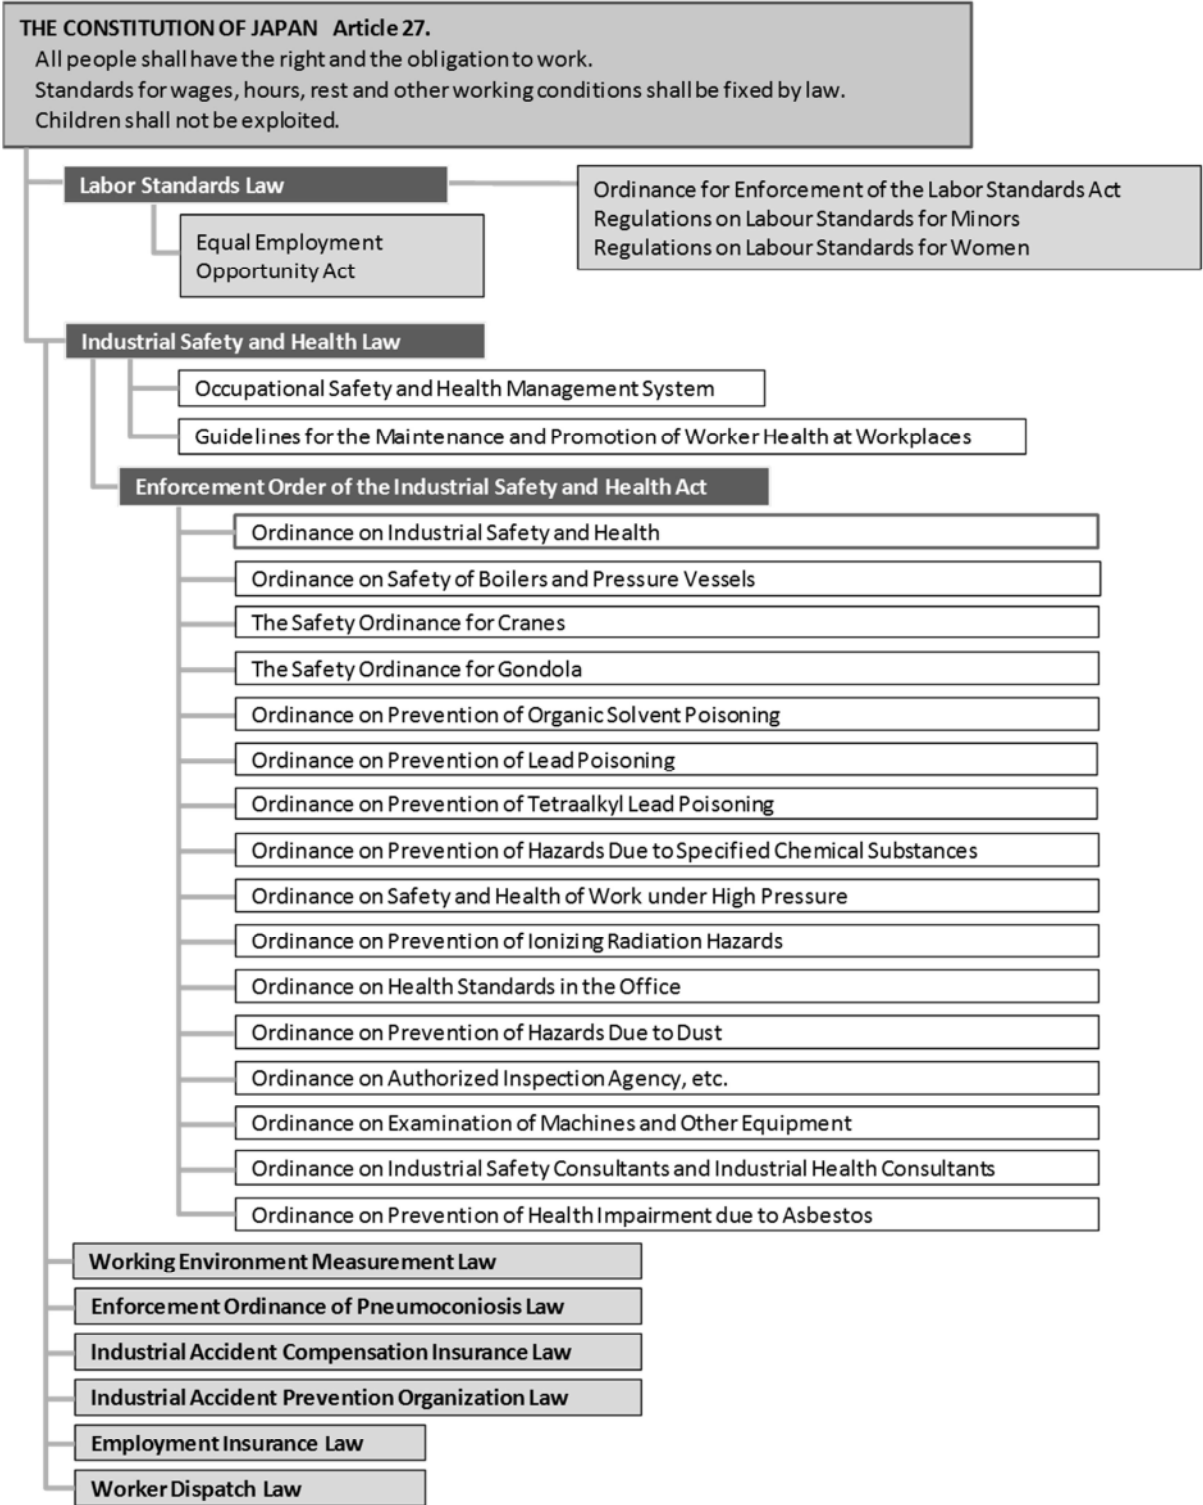 THE CONSTITUTION OF JAPAN Article 27.
All people shall have the right and the obligation to work.
Standards for wages, hours, rest and other working conditions shall be fixed by law.
Children shall not be exploited.
Labor Standards Law
Ordinance for Enforcement of the Labor Standards Act
Regulations on Labour Standards for Minors
Regulations on Labour Standards for Women
Equal Employment
Opportunity Act
Industrial Safety and Health Law
Occupational Safety and Health Management System
Guidelines for the Maintenance and Promotion of Worker Health at Workplaces
Enforcement Order of the Industrial Safety and Health Act
Ordinance on Industrial Safety and Health
Ordinance on Safety of Boilers and Pressure Vessels
The Safety Ordinance for Cranes
The Safety Ordinance for Gondola
Ordinance on Prevention of Organic Solvent Poisoning
Ordinance on Prevention of Lead Poisoning
Ordinance on Prevention of Tetraalkyl Lead Poisoning
Ordinance on Prevention of Hazards Due to Specified Chemical Substances
Ordinance on Safety and Health of Work under High Pressure
Ordinance on Prevention of Ionizing Radiation Hazards
Ordinance on Health Standards in the Office
Ordinance on Prevention of Hazards Due to Dust
Ordinance on Authorized Inspection Agency, etc.
Ordinance on Examination of Machines and Other Equipment
Ordinance on Industrial Safety Consultants and Industrial Health Consultants
Ordinance on Prevention of Health Impairment due to Asbestos
Working Environment Measurement Law
Enforcement Ordinance of Pneumoconiosis Law
Industrial Accident Compensation Insurance Law
Industrial Accident Prevention Organization Law
Employment Insurance Law
Worker Dispatch Law